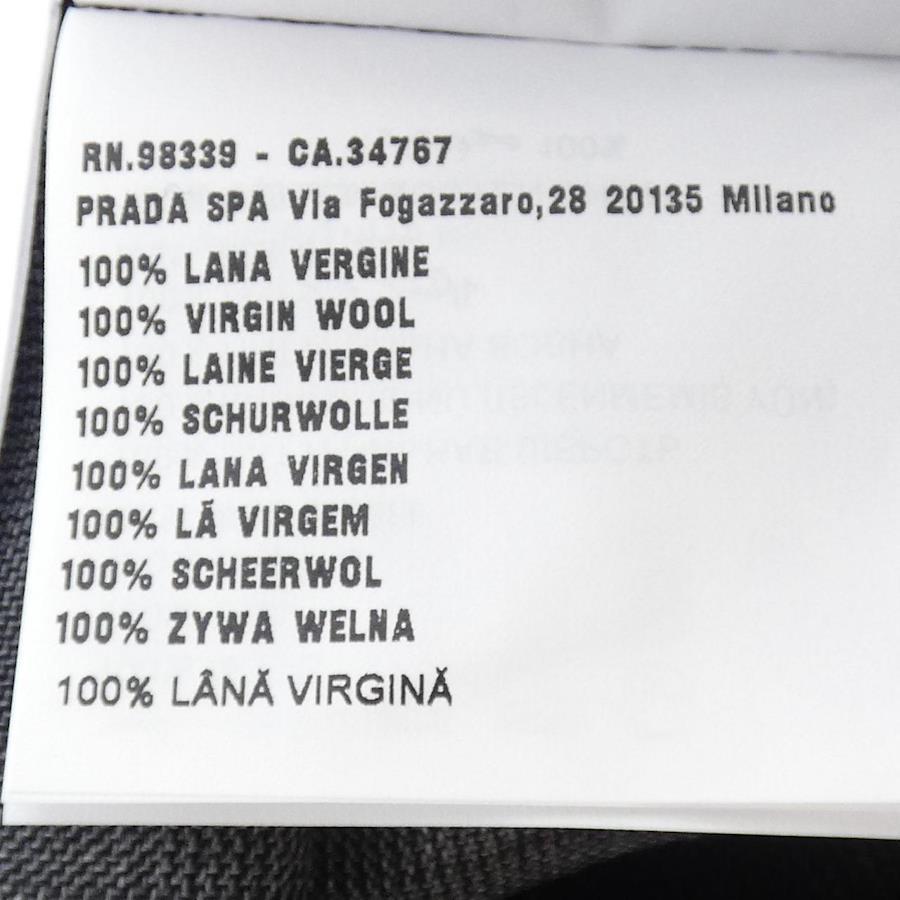 RN.98339 - CA.34767
PRADA SPA Via Fogazzaro,28 20135 Milano
100% LANA VERGINE
100% VIRGIN WOOL
100% LAINE VIERGE
100% SCHURWOLLE
100% LANA VIRGEN
100% LÃ VIRGEM
100% SCHEERWOL
100% ZYWA WELNA
100% LÂNĂ VIRGINĂ